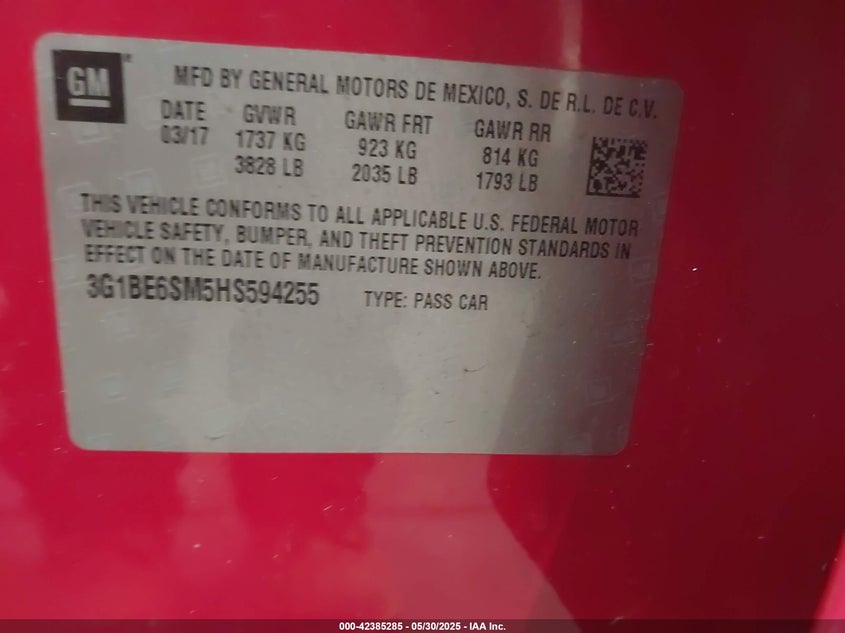 GM
MFD BY GENERAL MOTORS DE MEXICO, S. DE R.L. DE C.V.
DATE GVWR GAWR FRT GAWR RR
03/17 1737 KG 923 KG 814 KG
3828 LB 2035 LB 1793 LB
THIS VEHICLE CONFORMS TO ALL APPLICABLE U.S. FEDERAL MOTOR
VEHICLE SAFETY, BUMPER, AND THEFT PREVENTION STANDARDS IN
EFFECT ON THE DATE OF MANUFACTURE SHOWN ABOVE.
3G1BE6SM5HS594255 TYPE: PASS CAR
000-42385285 - 05/30/2025 - IAA Inc.